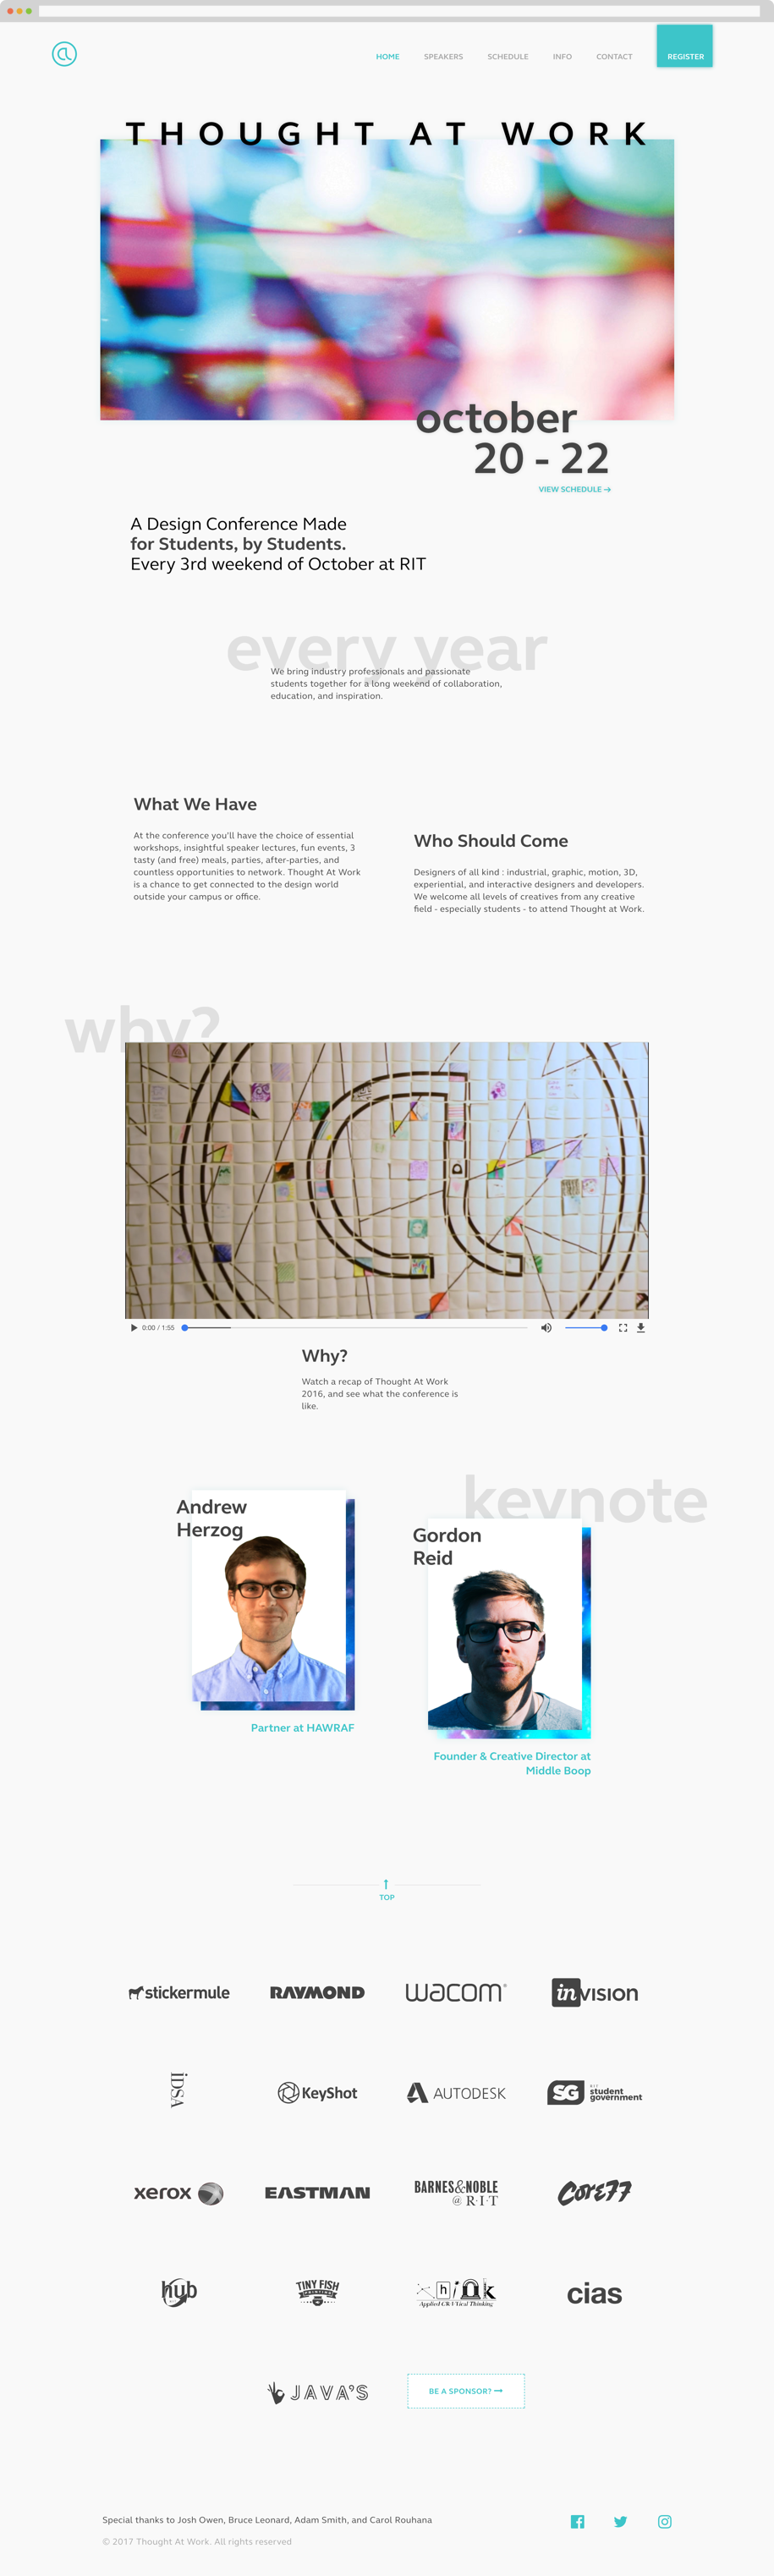 HOME SPEAKERS SCHEDULE INFO CONTACT REGISTER
THOUGHT AT WORK
october
20 - 22
VIEW SCHEDULE →
A Design Conference Made
for Students, by Students.
Every 3rd weekend of October at RIT
every year
We bring industry professionals and passionate
students together for a long weekend of collaboration,
education, and inspiration.
What We Have
At the conference you'll have the choice of essential
workshops, insightful speaker lectures, fun events, 3
tasty (and free) meals, parties, after-parties, and
countless opportunities to network. Thought At Work
is a chance to get connected to the design world
outside your campus or office.
Who Should Come
Designers of all kind : industrial, graphic, motion, 3D,
experiential, and interactive designers and developers.
We welcome all levels of creatives from any creative
field - especially students - to attend Thought at Work.
why?
0:00 / 1:55
Why?
Watch a recap of Thought At Work
2016, and see what the conference is
like.
keynote
Andrew
Herzog
Partner at HAWRAF
Gordon
Reid
Founder & Creative Director at
Middle Boop
TOP
stickermule RAYMOND wacom® inVISION
IDSA KeyShot AUTODESK SG RIT student government
xerox EASTMAN BARNES&NOBLE @R·I·T Core77
hub TINY FISH PRINTING think Applied Critical Thinking cias
JAVA'S BE A SPONSOR? →
Special thanks to Josh Owen, Bruce Leonard, Adam Smith, and Carol Rouhana
© 2017 Thought At Work. All rights reserved